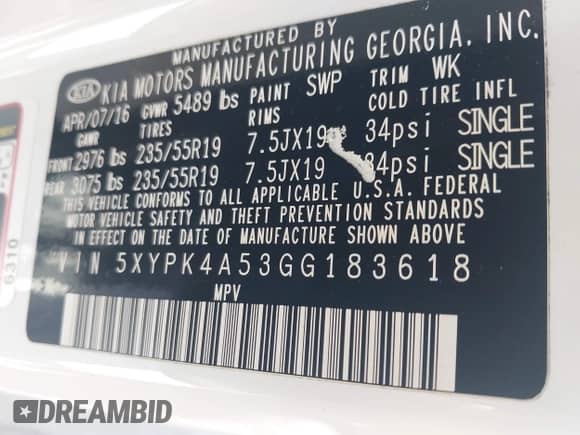 MANUFACTURED BY
KIA KIA MOTORS MANUFACTURING GEORGIA, INC.
APR/07/16 GVWR 5489 lbs PAINT SWP TRIM WK
GAWR TIRES RIMS COLD TIRE INFL
FRONT 2976 lbs 235/55R19 7.5JX19 34psi SINGLE
REAR 3075 lbs 235/55R19 7.5JX19 34psi SINGLE
THIS VEHICLE CONFORMS TO ALL APPLICABLE U.S.A. FEDERAL
MOTOR VEHICLE SAFETY AND THEFT PREVENTION STANDARDS
IN EFFECT ON THE DATE OF MANUFACTURE SHOWN ABOVE
VIN 5XYPK4A53GG183618
MPV
6310
DREAMBID